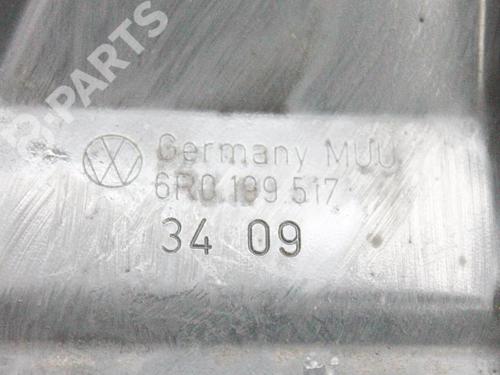 B-PARTS
Germany MUU
6R0.199.517
34 09